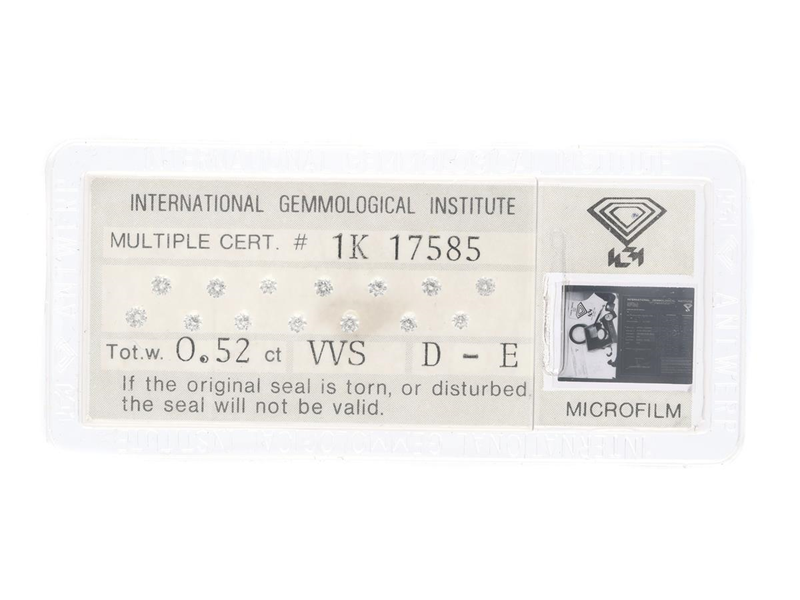 INTERNATIONAL GEMMOLOGICAL INSTITUTE
MULTIPLE CERT. # 1K 17585
Tot.w. 0.52 ct VVS D - E
If the original seal is torn, or disturbed
the seal will not be valid.
MICROFILM